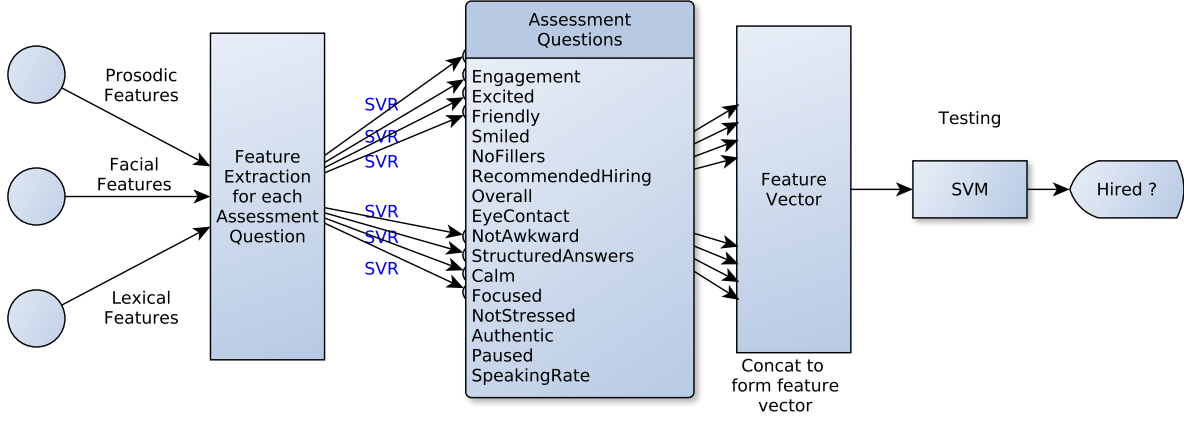 Prosodic
Features
Facial
Features
Lexical
Features
Feature
Extraction
for each
Assessment
Question
SVR
SVR
SVR
SVR
SVR
SVR
Assessment
Questions
Engagement
Excited
Friendly
Smiled
NoFillers
RecommendedHiring
Overall
EyeContact
NotAwkward
StructuredAnswers
Calm
Focused
NotStressed
Authentic
Paused
SpeakingRate
Feature
Vector
Concat to
form feature
vector
Testing
SVM
Hired ?